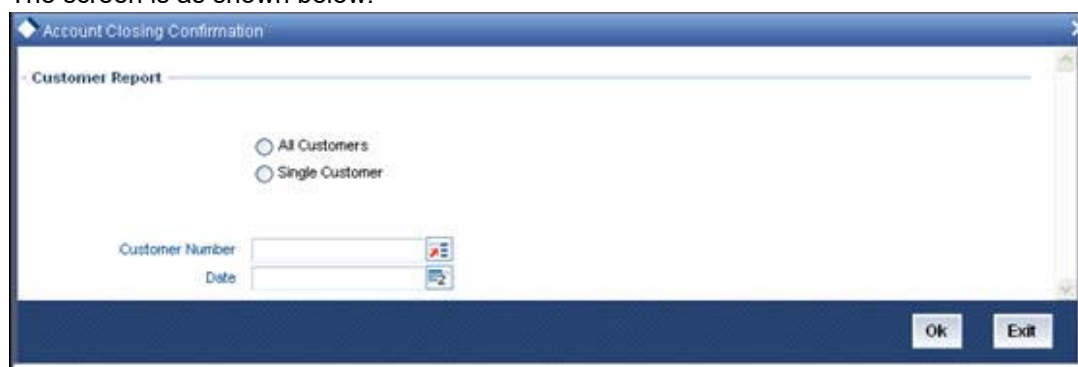 The screen is as shown below:
Account Closing Confirmation
Customer Report
All Customers
Single Customer
Customer Number
Date
Ok
Exit